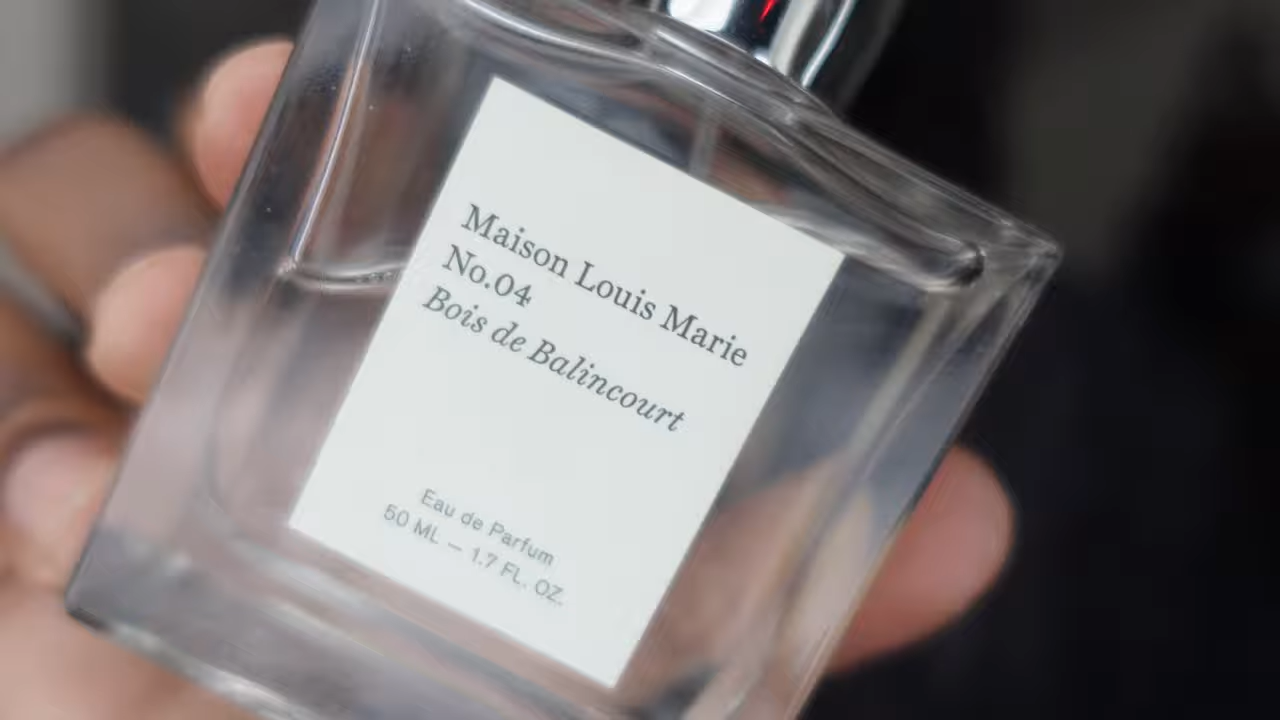 Maison Louis Marie
No.04
Bois de Balincourt
Eau de Parfum
50 ML — 1.7 FL. OZ.